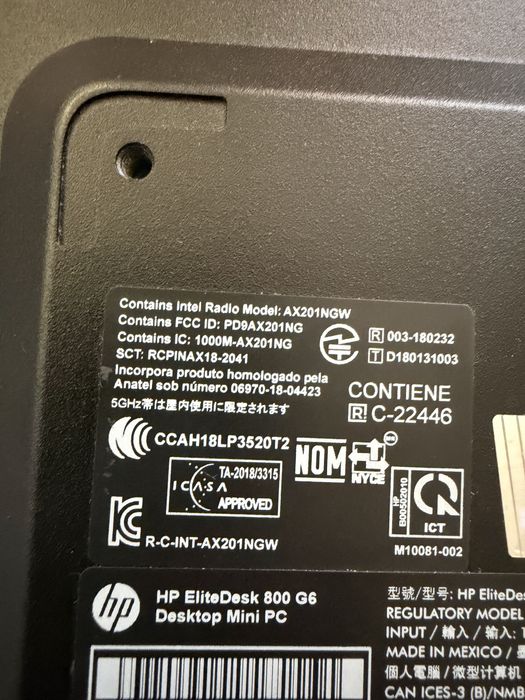 Contains Intel Radio Model: AX201NGW
Contains FCC ID: PD9AX201NG
Contains IC: 1000M-AX201NG
SCT: RCPINAX18-2041
Incorpora produto homologado pela
Anatel sob número 06970-18-04423
5GHz帯は屋内使用に限定されます
R 003-180232
T D180131003
CONTIENE
R C-22446
CCAH18LP3520T2
NOM
NYCE
ICASA
TA-2018/3315
APPROVED
HP
B00502010
ICT
R-C-INT-AX201NGW
M10081-002
hp
HP EliteDesk 800 G6
Desktop Mini PC
型號/型号: HP EliteDes
REGULATORY MODEL
INPUT / 輸入 / 输入:
MADE IN MEXICO /
個人電腦 / 微型计算机
CAN ICES-3 (B)/NMB